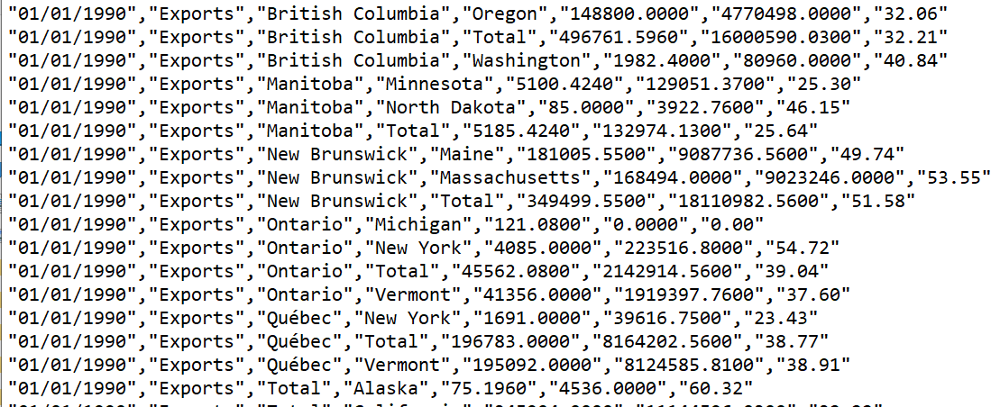 "01/01/1990","Exports","British Columbia","Oregon","148800.0000","4770498.0000","32.06"
"01/01/1990","Exports","British Columbia","Total","496761.5960","16000590.0300","32.21"
"01/01/1990","Exports","British Columbia","Washington","1982.4000","80960.0000","40.84"
"01/01/1990","Exports","Manitoba","Minnesota","5100.4240","129051.3700","25.30"
"01/01/1990","Exports","Manitoba","North Dakota","85.0000","3922.7600","46.15"
"01/01/1990","Exports","Manitoba","Total","5185.4240","132974.1300","25.64"
"01/01/1990","Exports","New Brunswick","Maine","181005.5500","9087736.5600","49.74"
"01/01/1990","Exports","New Brunswick","Massachusetts","168494.0000","9023246.0000","53.55"
"01/01/1990","Exports","New Brunswick","Total","349499.5500","18110982.5600","51.58"
"01/01/1990","Exports","Ontario","Michigan","121.0800","0.0000","0.00"
"01/01/1990","Exports","Ontario","New York","4085.0000","223516.8000","54.72"
"01/01/1990","Exports","Ontario","Total","45562.0800","2142914.5600","39.04"
"01/01/1990","Exports","Ontario","Vermont","41356.0000","1919397.7600","37.60"
"01/01/1990","Exports","Québec","New York","1691.0000","39616.7500","23.43"
"01/01/1990","Exports","Québec","Total","196783.0000","8164202.5600","38.77"
"01/01/1990","Exports","Québec","Vermont","195092.0000","8124585.8100","38.91"
"01/01/1990","Exports","Total","Alaska","75.1960","4536.0000","60.32"